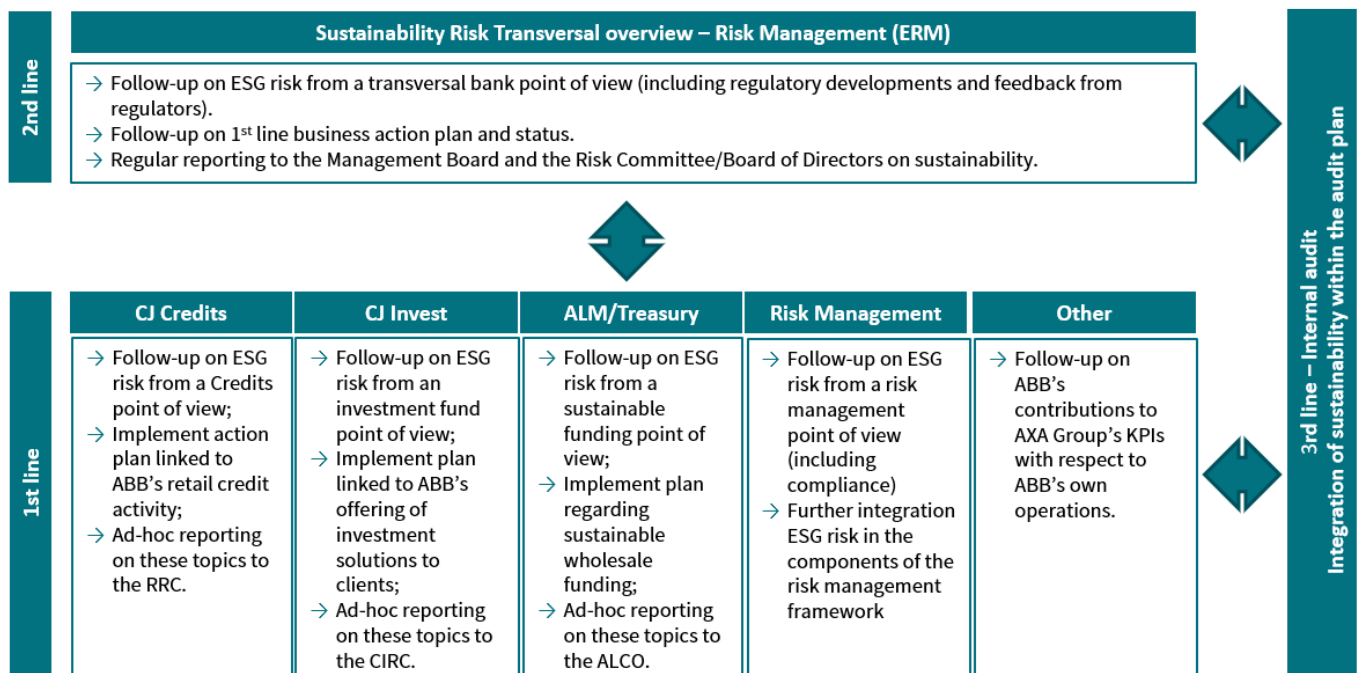 2nd line
Sustainability Risk Transversal overview – Risk Management (ERM)
→ Follow-up on ESG risk from a transversal bank point of view (including regulatory developments and feedback from
regulators).
→ Follow-up on 1st line business action plan and status.
→ Regular reporting to the Management Board and the Risk Committee/Board of Directors on sustainability.
1st line
CJ Credits
→ Follow-up on ESG
risk from a Credits
point of view;
→ Implement action
plan linked to
ABB’s retail credit
activity;
→ Ad-hoc reporting
on these topics to
the RRC.
CJ Invest
→ Follow-up on ESG
risk from an
investment fund
point of view;
→ Implement plan
linked to ABB’s
offering of
investment
solutions to
clients;
→ Ad-hoc reporting
on these topics to
the CIRC.
ALM/Treasury
→ Follow-up on ESG
risk from a
sustainable
funding point of
view;
→ Implement plan
regarding
sustainable
wholesale
funding;
→ Ad-hoc reporting
on these topics to
the ALCO.
Risk Management
→ Follow-up on ESG
risk from a risk
management
point of view
(including
compliance)
→ Further integration
ESG risk in the
components of the
risk management
framework
Other
→ Follow-up on
ABB’s
contributions to
AXA Group’s KPIs
with respect to
ABB’s own
operations.
3rd line – Internal audit
Integration of sustainability within the audit plan